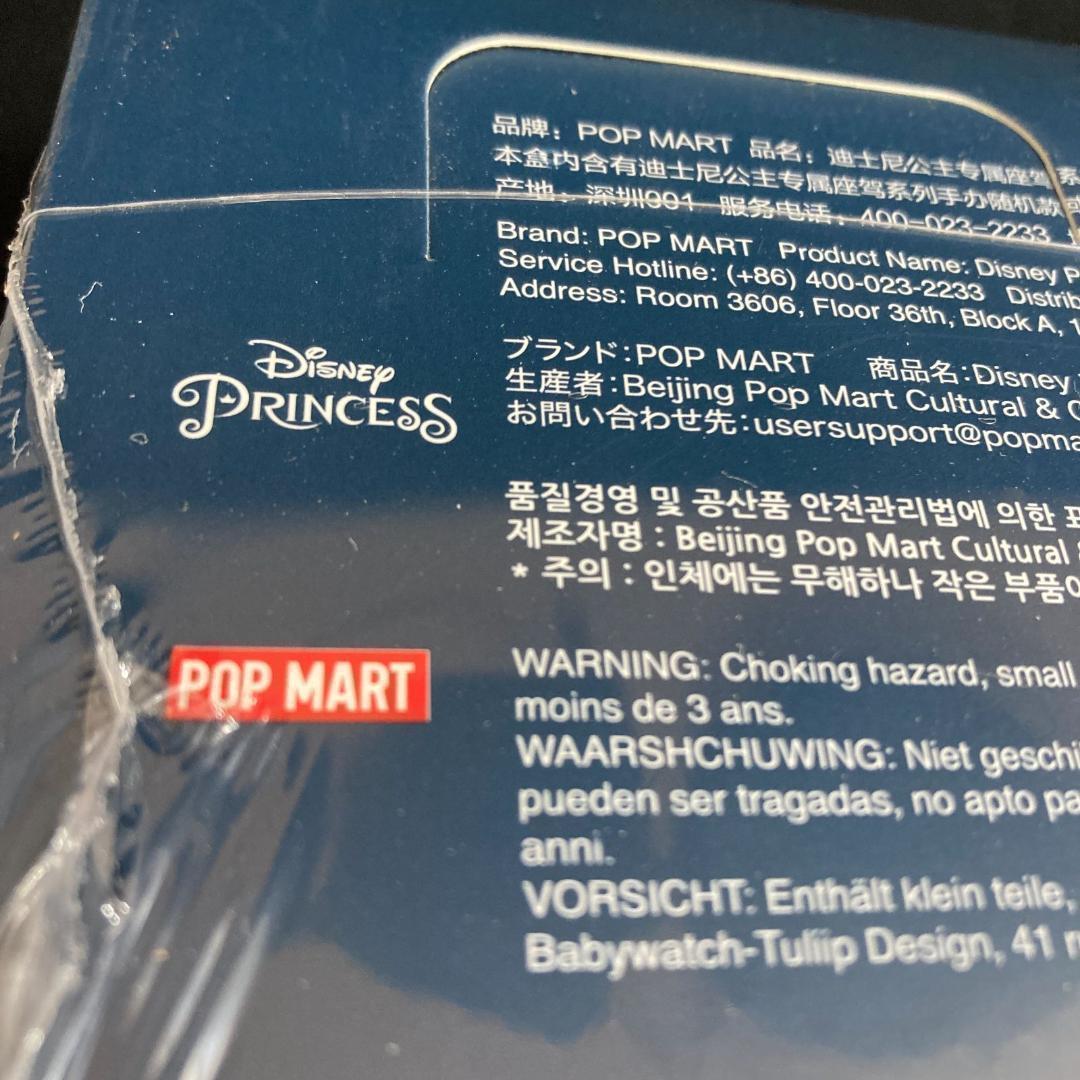 品牌：POP MART 品名：迪士尼公主专属座驾系
本盒内含有迪士尼公主专属座驾系列手办随机款或
产地：深圳001 服务电话：400-023-2233
Brand: POP MART Product Name: Disney P
Service Hotline: (+86) 400-023-2233 Distrib
Address: Room 3606, Floor 36th, Block A, 1
Disney
PRINCESS
ブランド:POP MART 商品名:Disney
生産者:Beijing Pop Mart Cultural & C
お問い合わせ先:usersupport@popma
품질경영 및 공산품 안전관리법에 의한 표
제조자명 : Beijing Pop Mart Cultural
* 주의 : 인체에는 무해하나 작은 부품이
POP MART
WARNING: Choking hazard, small
moins de 3 ans.
WAARSHCHUWING: Niet geschi
pueden ser tragadas, no apto pa
anni.
VORSICHT: Enthält klein teile,
Babywatch-Tuliip Design, 41 r